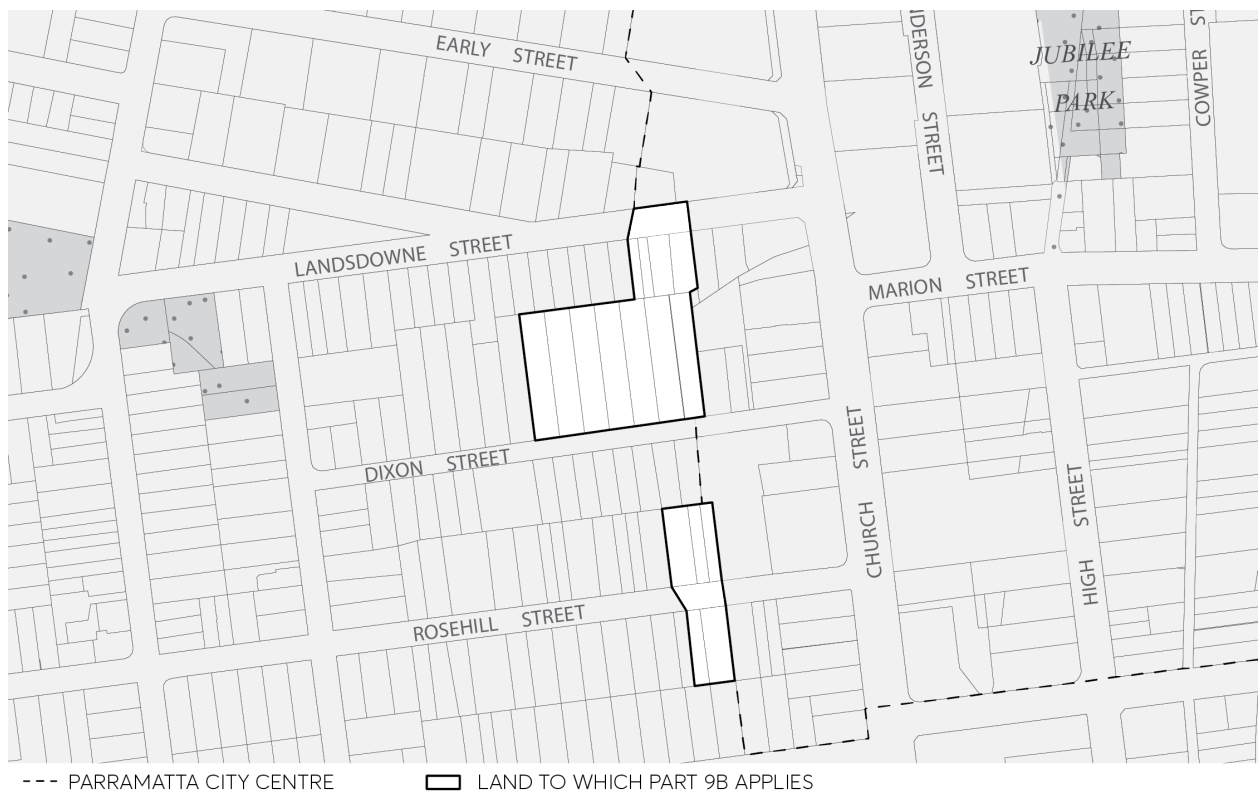 EARLY STREET
NDERSON STREET
JUBILEE
PARK
COWPER ST
LANDSDOWNE STREET
MARION STREET
DIXON STREET
CHURCH STREET
HIGH STREET
ROSEHILL STREET
PARRAMATTA CITY CENTRE
LAND TO WHICH PART 9B APPLIES